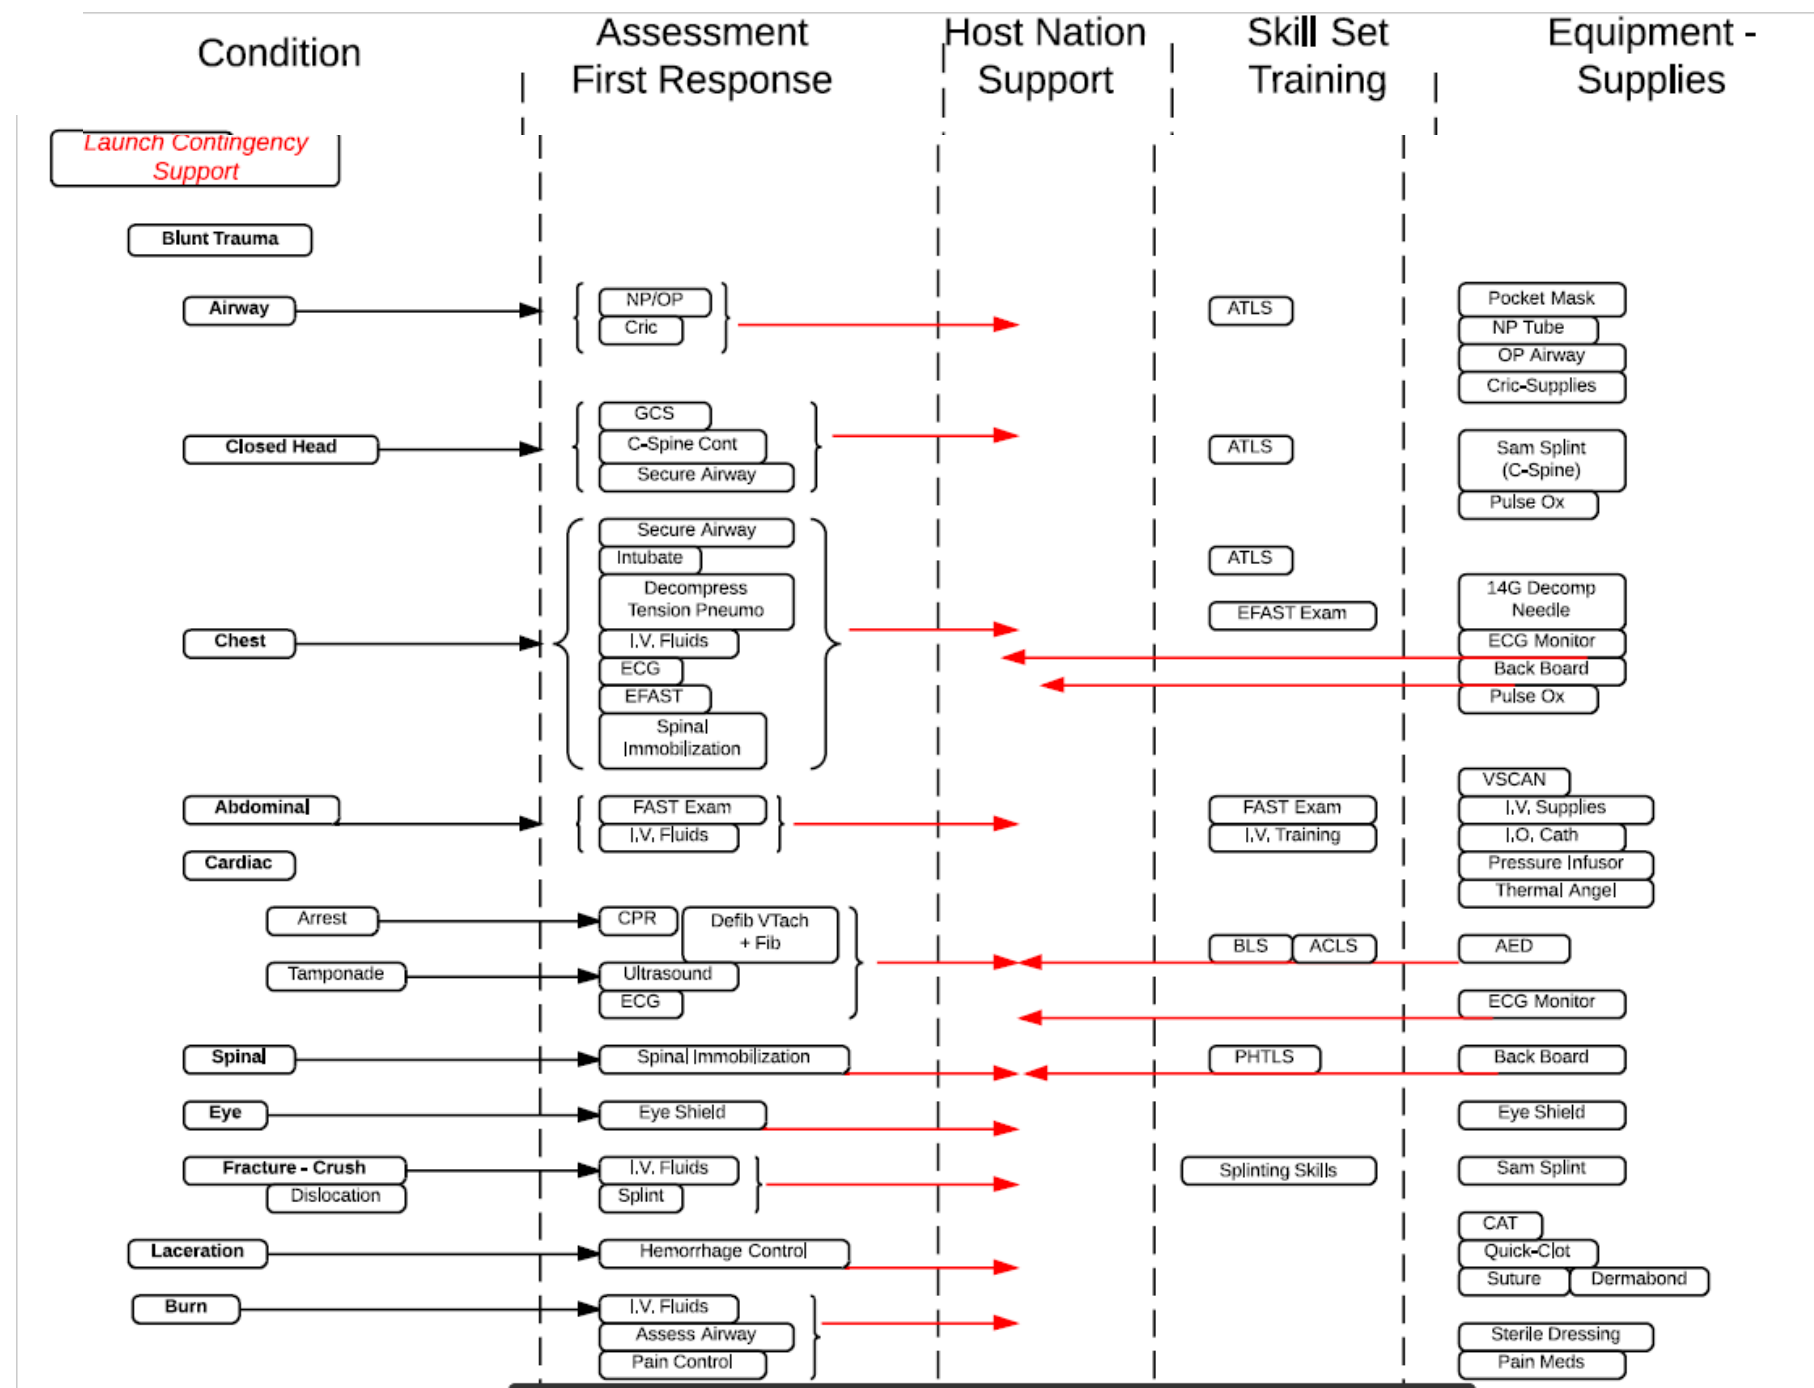 Condition
Assessment
First Response
Host Nation
Support
Skill Set
Training
Equipment -
Supplies
Launch Contingency
Support
Blunt Trauma
Airway
NP/OP
Cric
ATLS
Pocket Mask
NP Tube
OP Airway
Cric-Supplies
Closed Head
GCS
C-Spine Cont
Secure Airway
ATLS
Sam Splint
(C-Spine)
Pulse Ox
Chest
Secure Airway
Intubate
Decompress
Tension Pneumo
I.V. Fluids
ECG
EFAST
Spinal
Immobilization
ATLS
EFAST Exam
14G Decomp
Needle
ECG Monitor
Back Board
Pulse Ox
Abdominal
FAST Exam
I.V. Fluids
FAST Exam
I.V. Training
VSCAN
I.V. Supplies
I.O. Cath
Pressure Infusor
Thermal Angel
Cardiac
Arrest
CPR
Defib VTach
+ Fib
Tamponade
Ultrasound
ECG
BLS
ACLS
AED
ECG Monitor
Spinal
Spinal Immobilization
PHTLS
Back Board
Eye
Eye Shield
Eye Shield
Fracture - Crush
Dislocation
I.V. Fluids
Splint
Splinting Skills
Sam Splint
Laceration
Hemorrhage Control
CAT
Quick-Clot
Suture
Dermabond
Burn
I.V. Fluids
Assess Airway
Pain Control
Sterile Dressing
Pain Meds